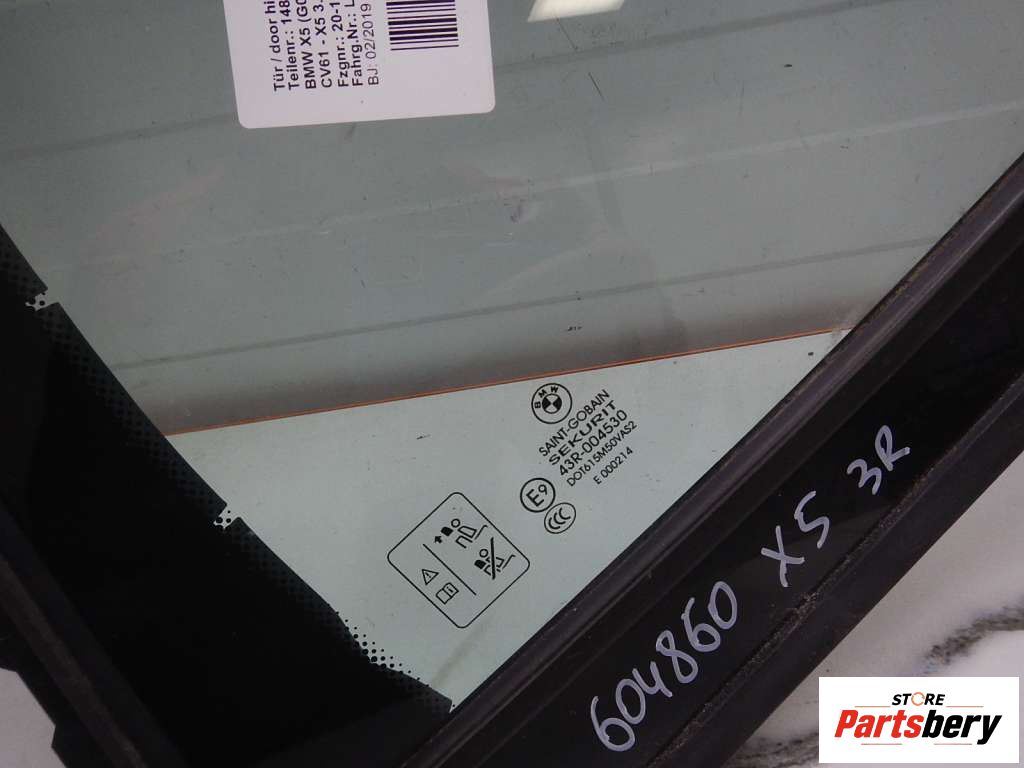 Tür / door hi
Teilenr.: 148
BMW X5 (G0
CV61 - X5 3.
Fzgnr.: 20-1
Fahrg.Nr.: L
BJ: 02/2019
BMW
SAINT-GOBAIN
SEKURIT
43R-004530
DOT615M50VAS2
E 000214
E9
CCC
604860 X5 3R
STORE
Partsbery